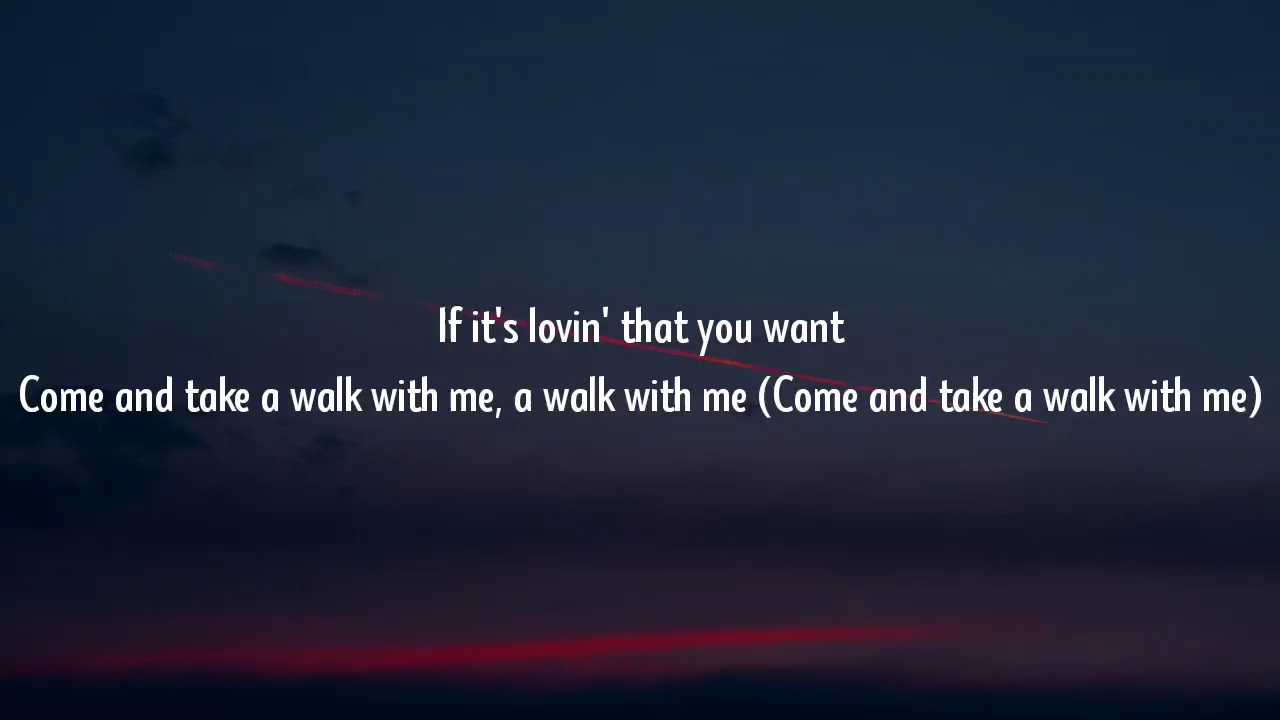 If it's lovin' that you want
Come and take a walk with me, a walk with me (Come and take a walk with me)